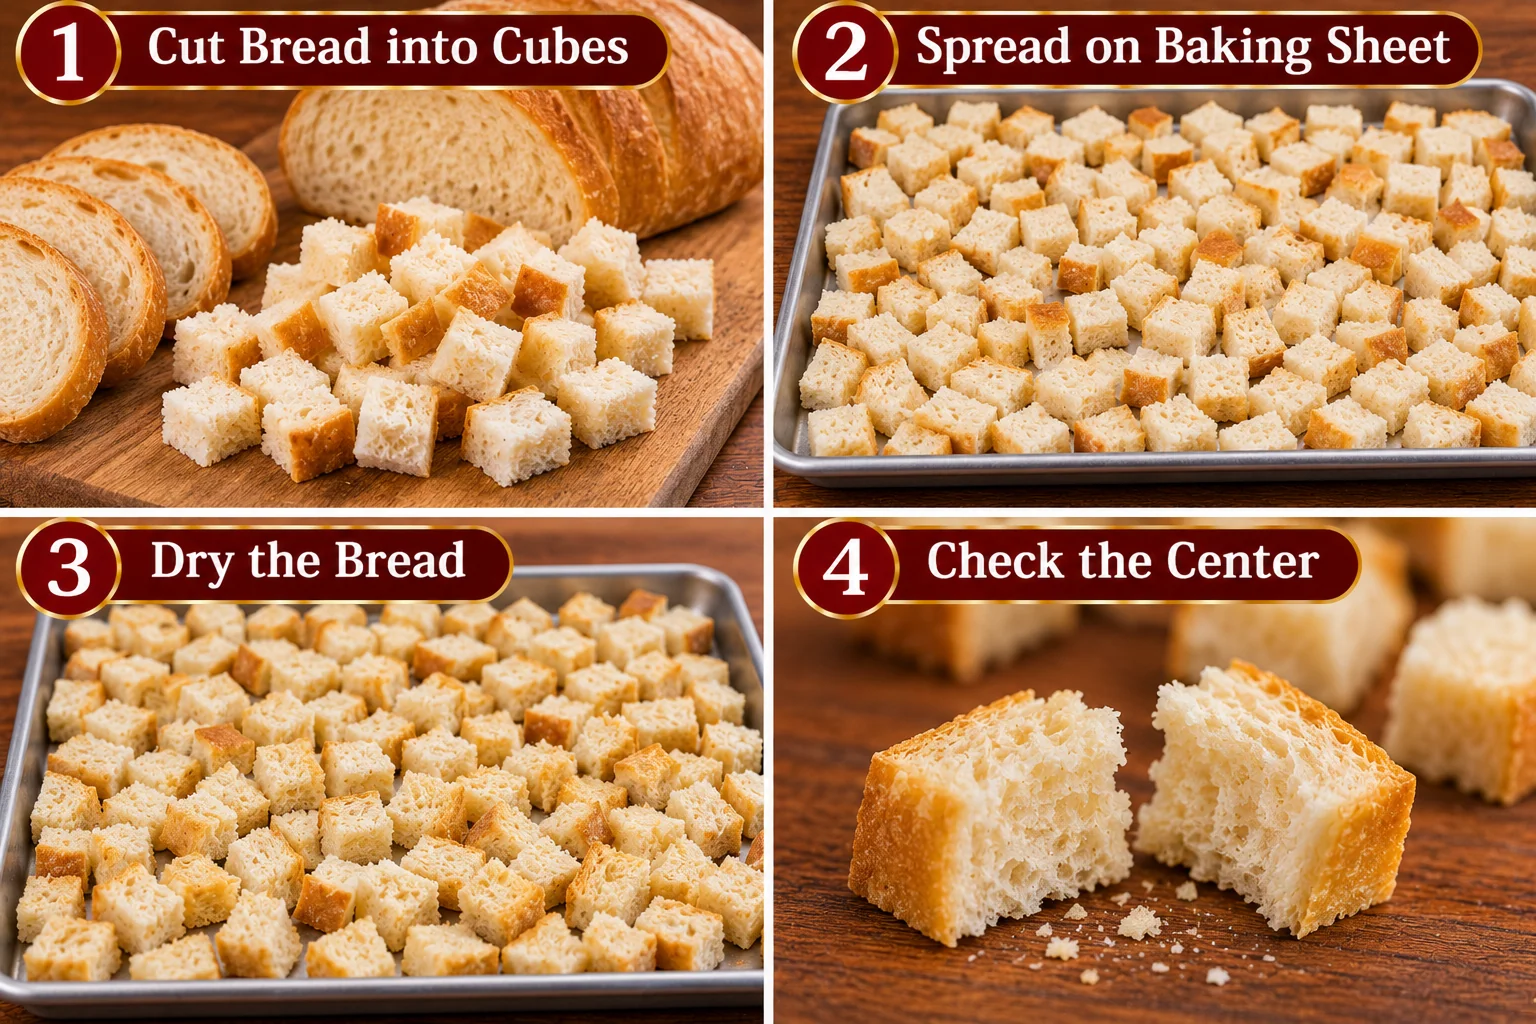 1 Cut Bread into Cubes
2 Spread on Baking Sheet
3 Dry the Bread
4 Check the Center